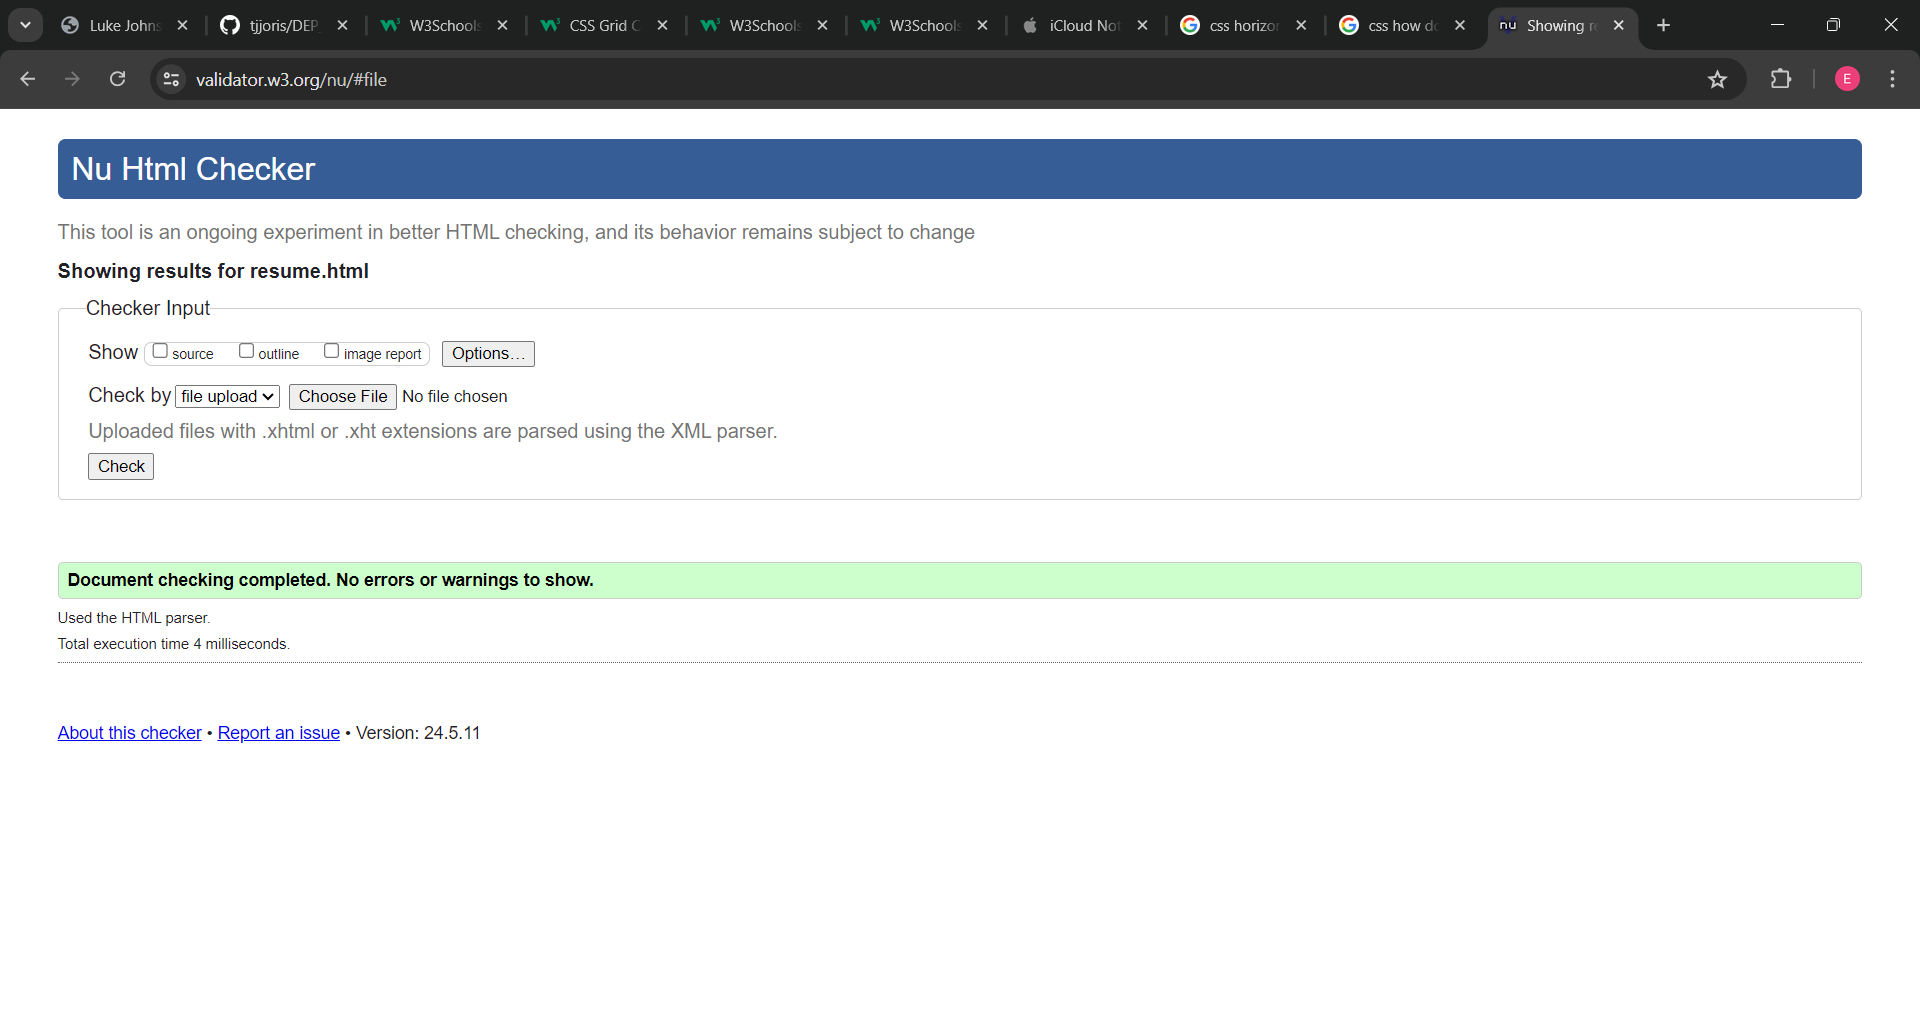 Luke Johns
tjjoris/DEP
W3Schools
CSS Grid C
W3Schools
W3Schools
iCloud Not
css horizon
css how do
nu Showing re
validator.w3.org/nu/#file
E
Nu Html Checker
This tool is an ongoing experiment in better HTML checking, and its behavior remains subject to change
Showing results for resume.html
Checker Input
Show source outline image report Options…
Check by file upload Choose File No file chosen
Uploaded files with .xhtml or .xht extensions are parsed using the XML parser.
Check
Document checking completed. No errors or warnings to show.
Used the HTML parser.
Total execution time 4 milliseconds.
About this checker • Report an issue • Version: 24.5.11